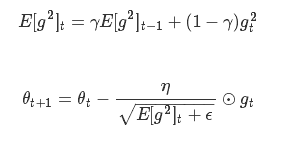 E[g²]ₜ = γE[g²]ₜ₋₁ + (1 − γ)gₜ²
θₜ₊₁ = θₜ − η / √(E[g²]ₜ + ϵ) ⊙ gₜ